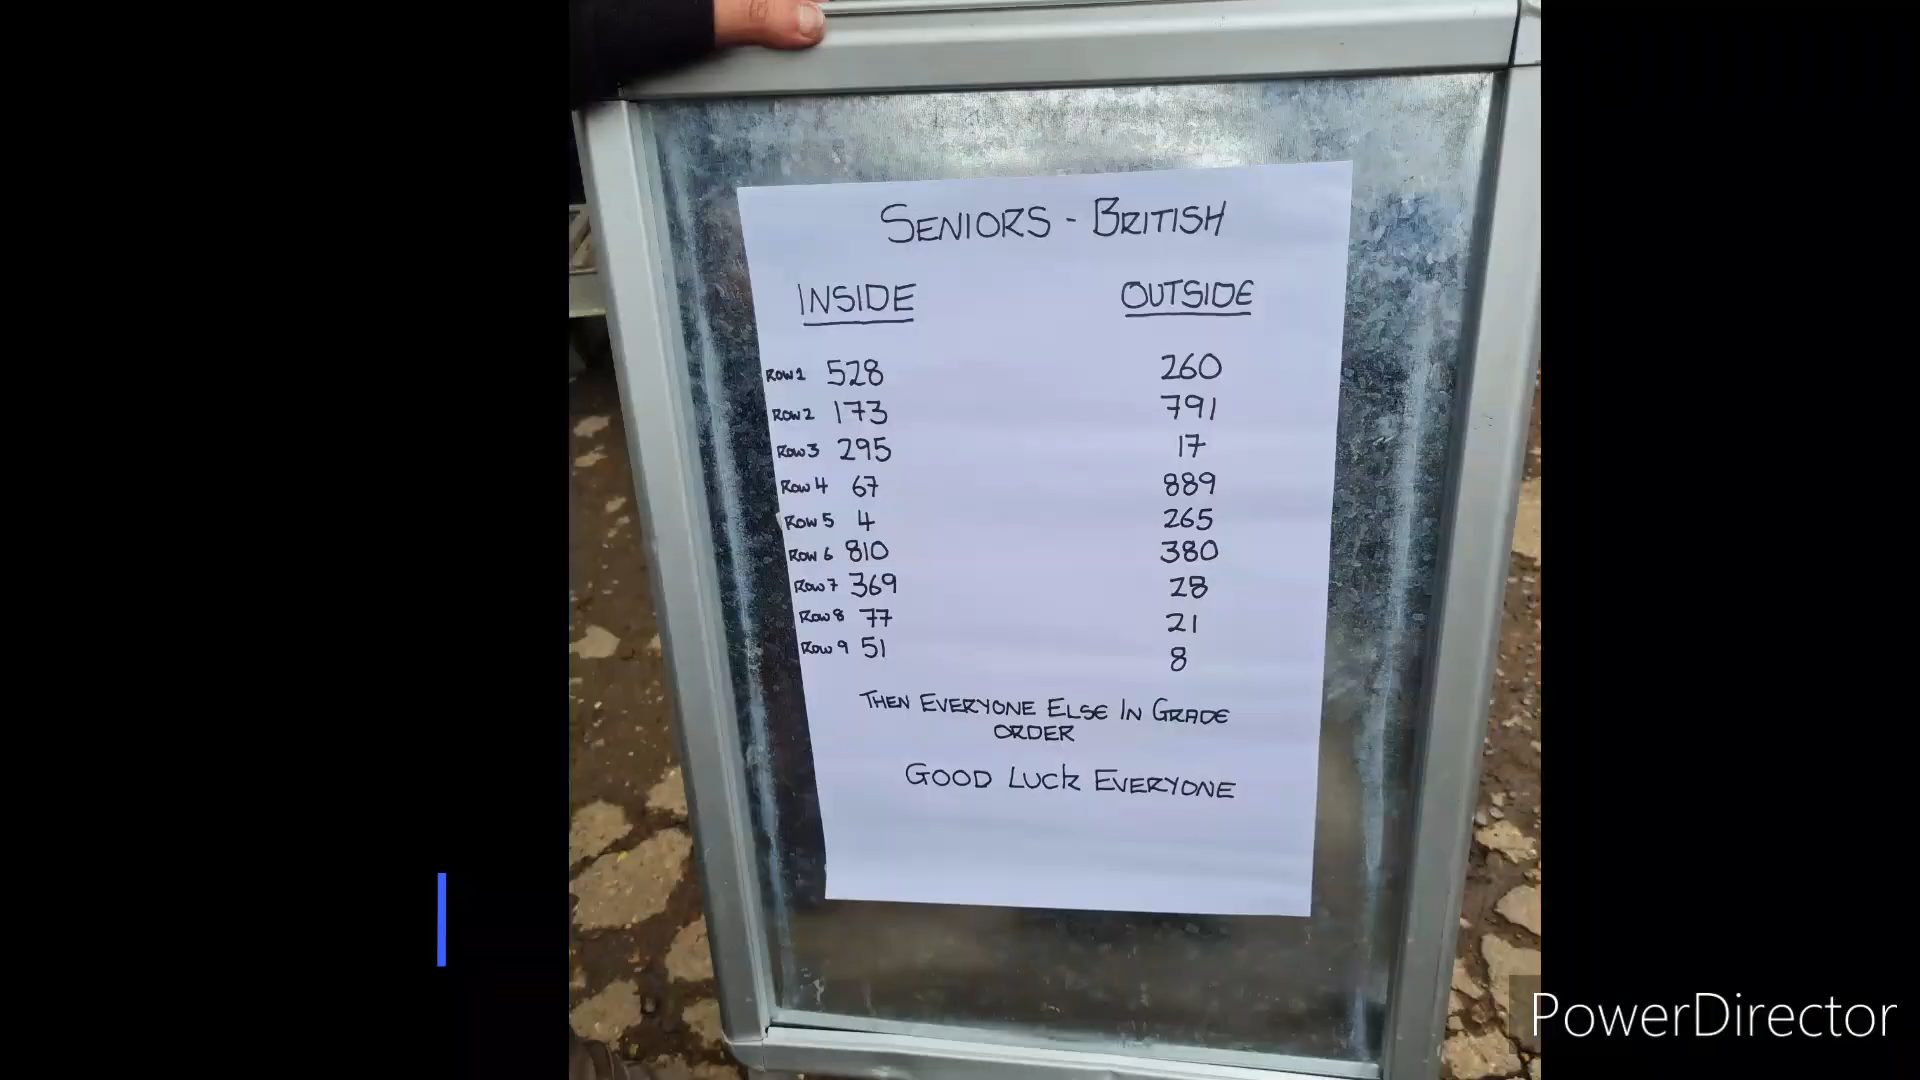 SENIORS - BRITISH
INSIDE OUTSIDE
Row 1 528 260
Row 2 173 791
Row 3 295 17
Row 4 67 889
Row 5 4 265
Row 6 810 380
Row 7 369 28
Row 8 77 21
Row 9 51 8
THEN EVERYONE ELSE IN GRADE
ORDER
GOOD LUCK EVERYONE
PowerDirector